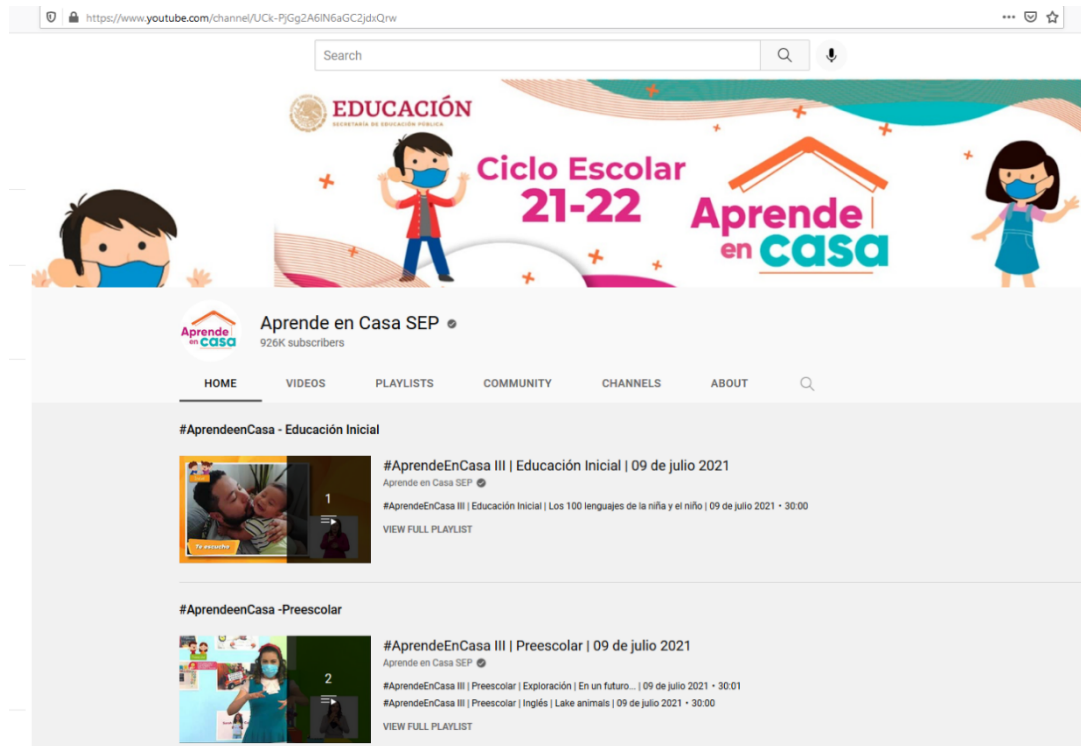 https://www.youtube.com/channel/UCk-PjGg2A6IN6aGC2jdxQrw
Search
EDUCACIÓN
SECRETARÍA DE EDUCACIÓN PÚBLICA
Ciclo Escolar
21-22
Aprende
en casa
Aprende
en casa
Aprende en Casa SEP
926K subscribers
HOME VIDEOS PLAYLISTS COMMUNITY CHANNELS ABOUT
#AprendeenCasa - Educación Inicial
#AprendeEnCasa III | Educación Inicial | 09 de julio 2021
Aprende en Casa SEP
1
#AprendeEnCasa III | Educación Inicial | Los 100 lenguajes de la niña y el niño | 09 de julio 2021 • 30:00
VIEW FULL PLAYLIST
Te escucho
#AprendeenCasa -Preescolar
#AprendeEnCasa III | Preescolar | 09 de julio 2021
Aprende en Casa SEP
2
#AprendeEnCasa III | Preescolar | Exploración | En un futuro... | 09 de julio 2021 • 30:01
#AprendeEnCasa III | Preescolar | Inglés | Lake animals | 09 de julio 2021 • 30:00
VIEW FULL PLAYLIST